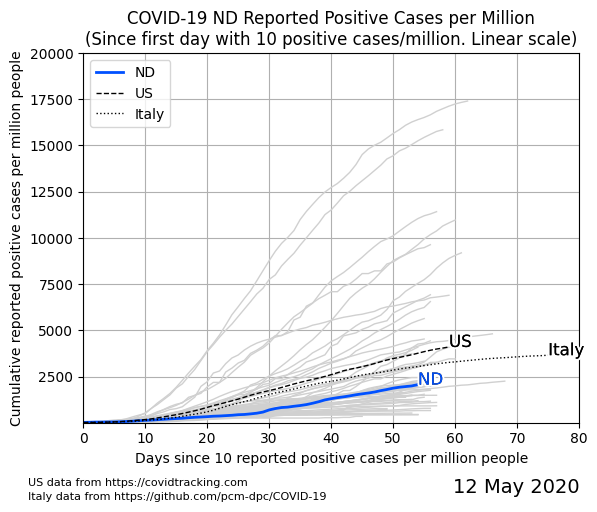 COVID-19 ND Reported Positive Cases per Million
(Since first day with 10 positive cases/million. Linear scale)
Cumulative reported positive cases per million people
20000
17500
15000
12500
10000
7500
5000
2500
ND
US
Italy
US
Italy
ND
0 10 20 30 40 50 60 70 80
Days since 10 reported positive cases per million people
US data from https://covidtracking.com
Italy data from https://github.com/pcm-dpc/COVID-19
12 May 2020